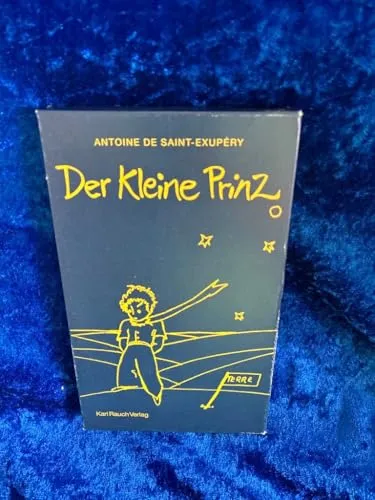 ANTOINE DE SAINT-EXUPÉRY
Der Kleine Prinz
TERRE
Karl Rauch Verlag